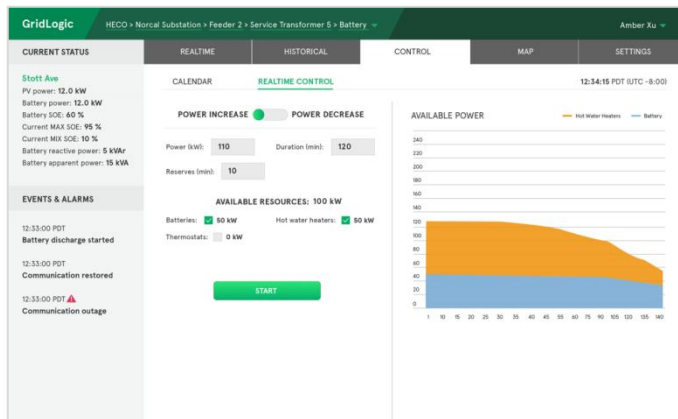 GridLogic
HECO > Norcal Substation > Feeder 2 > Service Transformer 5 > Battery
Amber Xu
CURRENT STATUS
REALTIME
HISTORICAL
CONTROL
MAP
SETTINGS
Stott Ave
PV power: 12.0 kW
Battery power: 12.0 kW
Battery SOE: 60 %
Current MAX SOE: 95 %
Current MIX SOE: 10 %
Battery reactive power: 5 kVAr
Battery apparent power: 15 kVA
EVENTS & ALARMS
12:33:00 PDT
Battery discharge started
12:33:00 PDT
Communication restored
12:33:00 PDT
Communication outage
CALENDAR
REALTIME CONTROL
12:34:15 PDT (UTC -8:00)
POWER INCREASE
POWER DECREASE
Power (kW): 110
Duration (min): 120
Reserves (min): 10
AVAILABLE RESOURCES: 100 kW
Batteries: 50 kW
Hot water heaters: 50 kW
Thermostats: 0 kW
START
AVAILABLE POWER
Hot Water Heaters
Battery
240
220
200
180
160
140
120
100
80
60
40
20
0
1 10 15 20 25 30 35 40 45 55 60 75 90 105 120 135 140